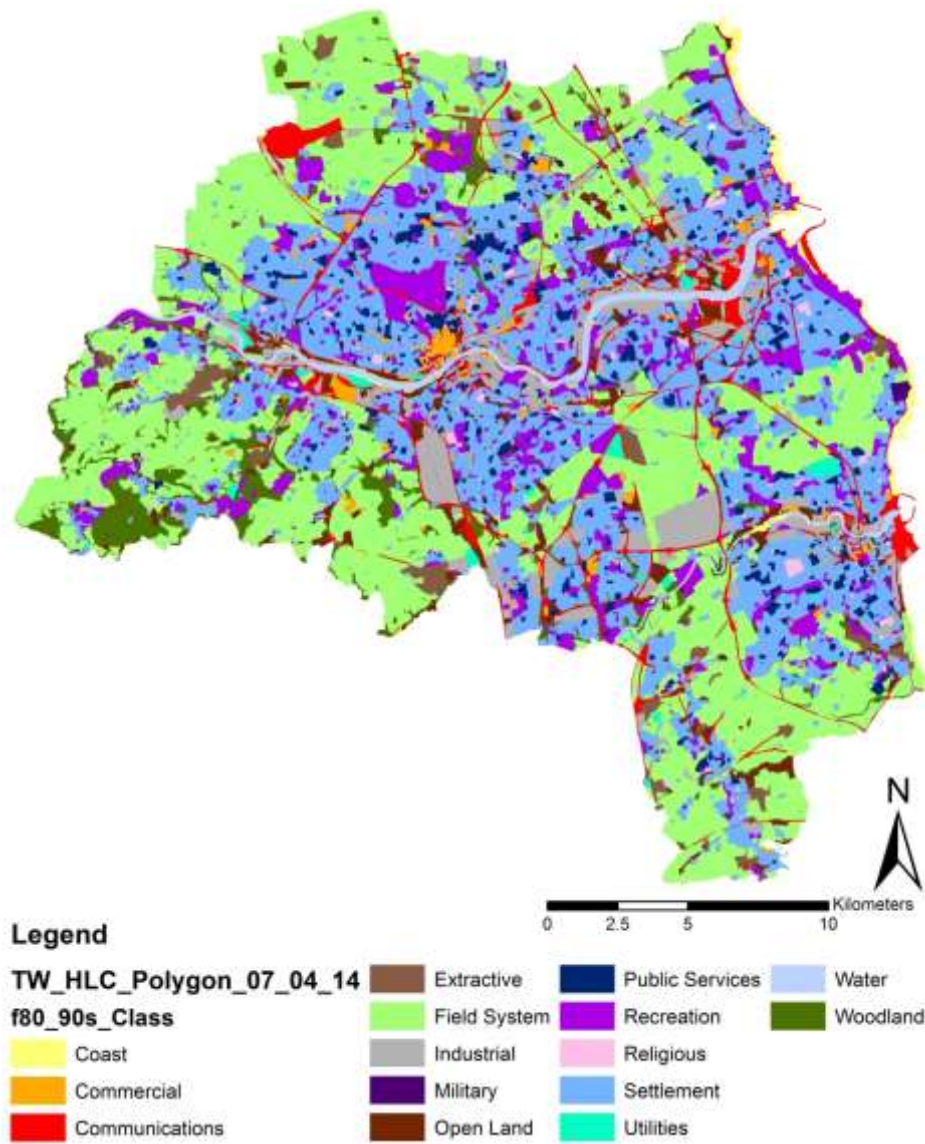 N
Kilometers
0 2.5 5 10
Legend
TW_HLC_Polygon_07_04_14
f80_90s_Class
Coast
Commercial
Communications
Extractive
Field System
Industrial
Military
Open Land
Public Services
Recreation
Religious
Settlement
Utilities
Water
Woodland